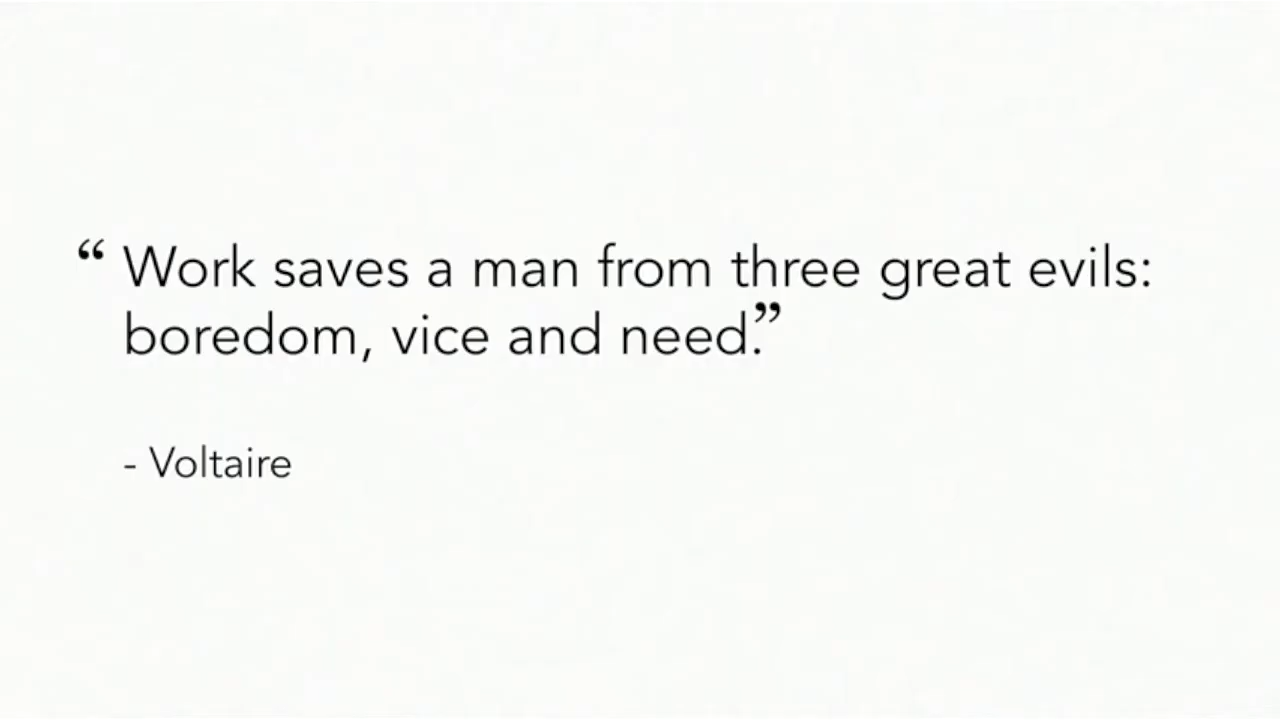 “ Work saves a man from three great evils:
boredom, vice and need.”
- Voltaire